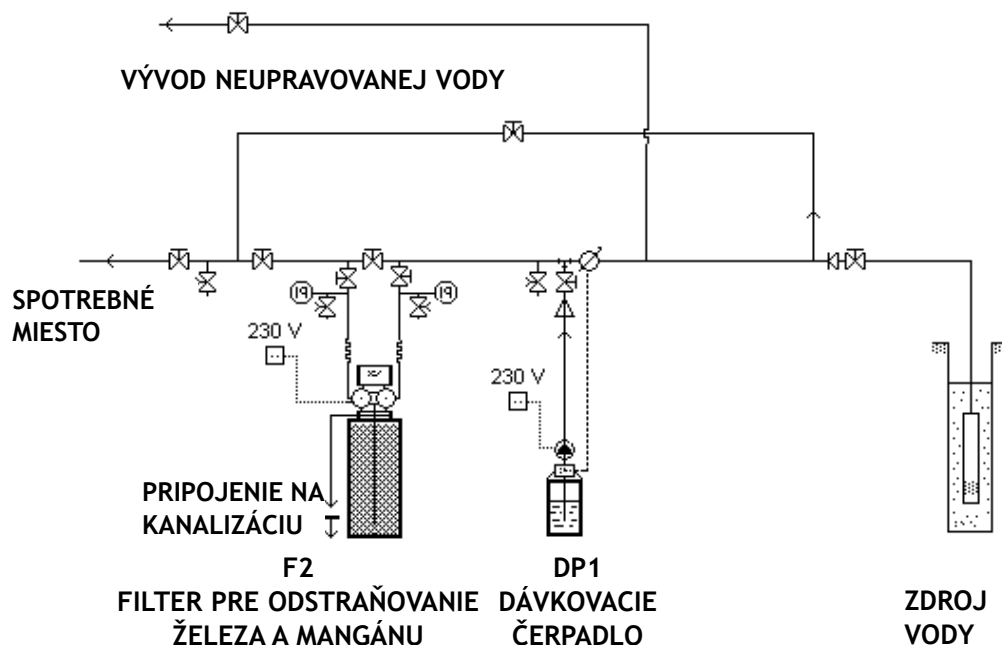 VÝVOD NEUPRAVOVANEJ VODY
SPOTREBNÉ
MIESTO
230 V
230 V
PRIPOJENIE NA
KANALIZÁCIU
F2
FILTER PRE ODSTRAŇOVANIE
ŽELEZA A MANGÁNU
DP1
DÁVKOVACIE
ČERPADLO
ZDROJ
VODY